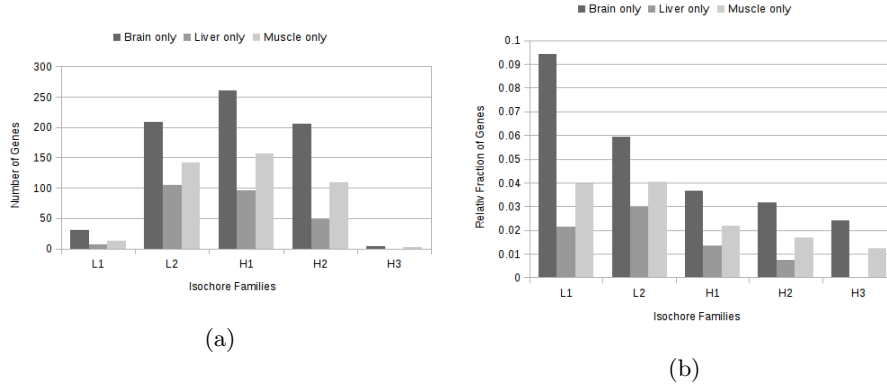 Brain only Liver only Muscle only
300
250
200
150
100
50
0
Number of Genes
L1 L2 H1 H2 H3
Isochore Families
(a)
Brain only Liver only Muscle only
0.1
0.09
0.08
0.07
0.06
0.05
0.04
0.03
0.02
0.01
0
Relativ Fraction of Genes
L1 L2 H1 H2 H3
Isochore Families
(b)